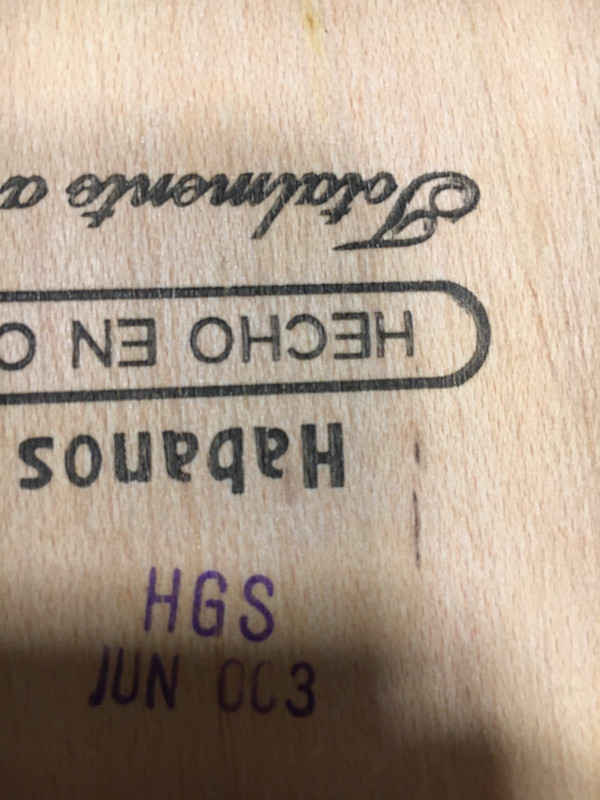 Habanos
HECHO EN C
Totalmente a
HGS
JUN 003